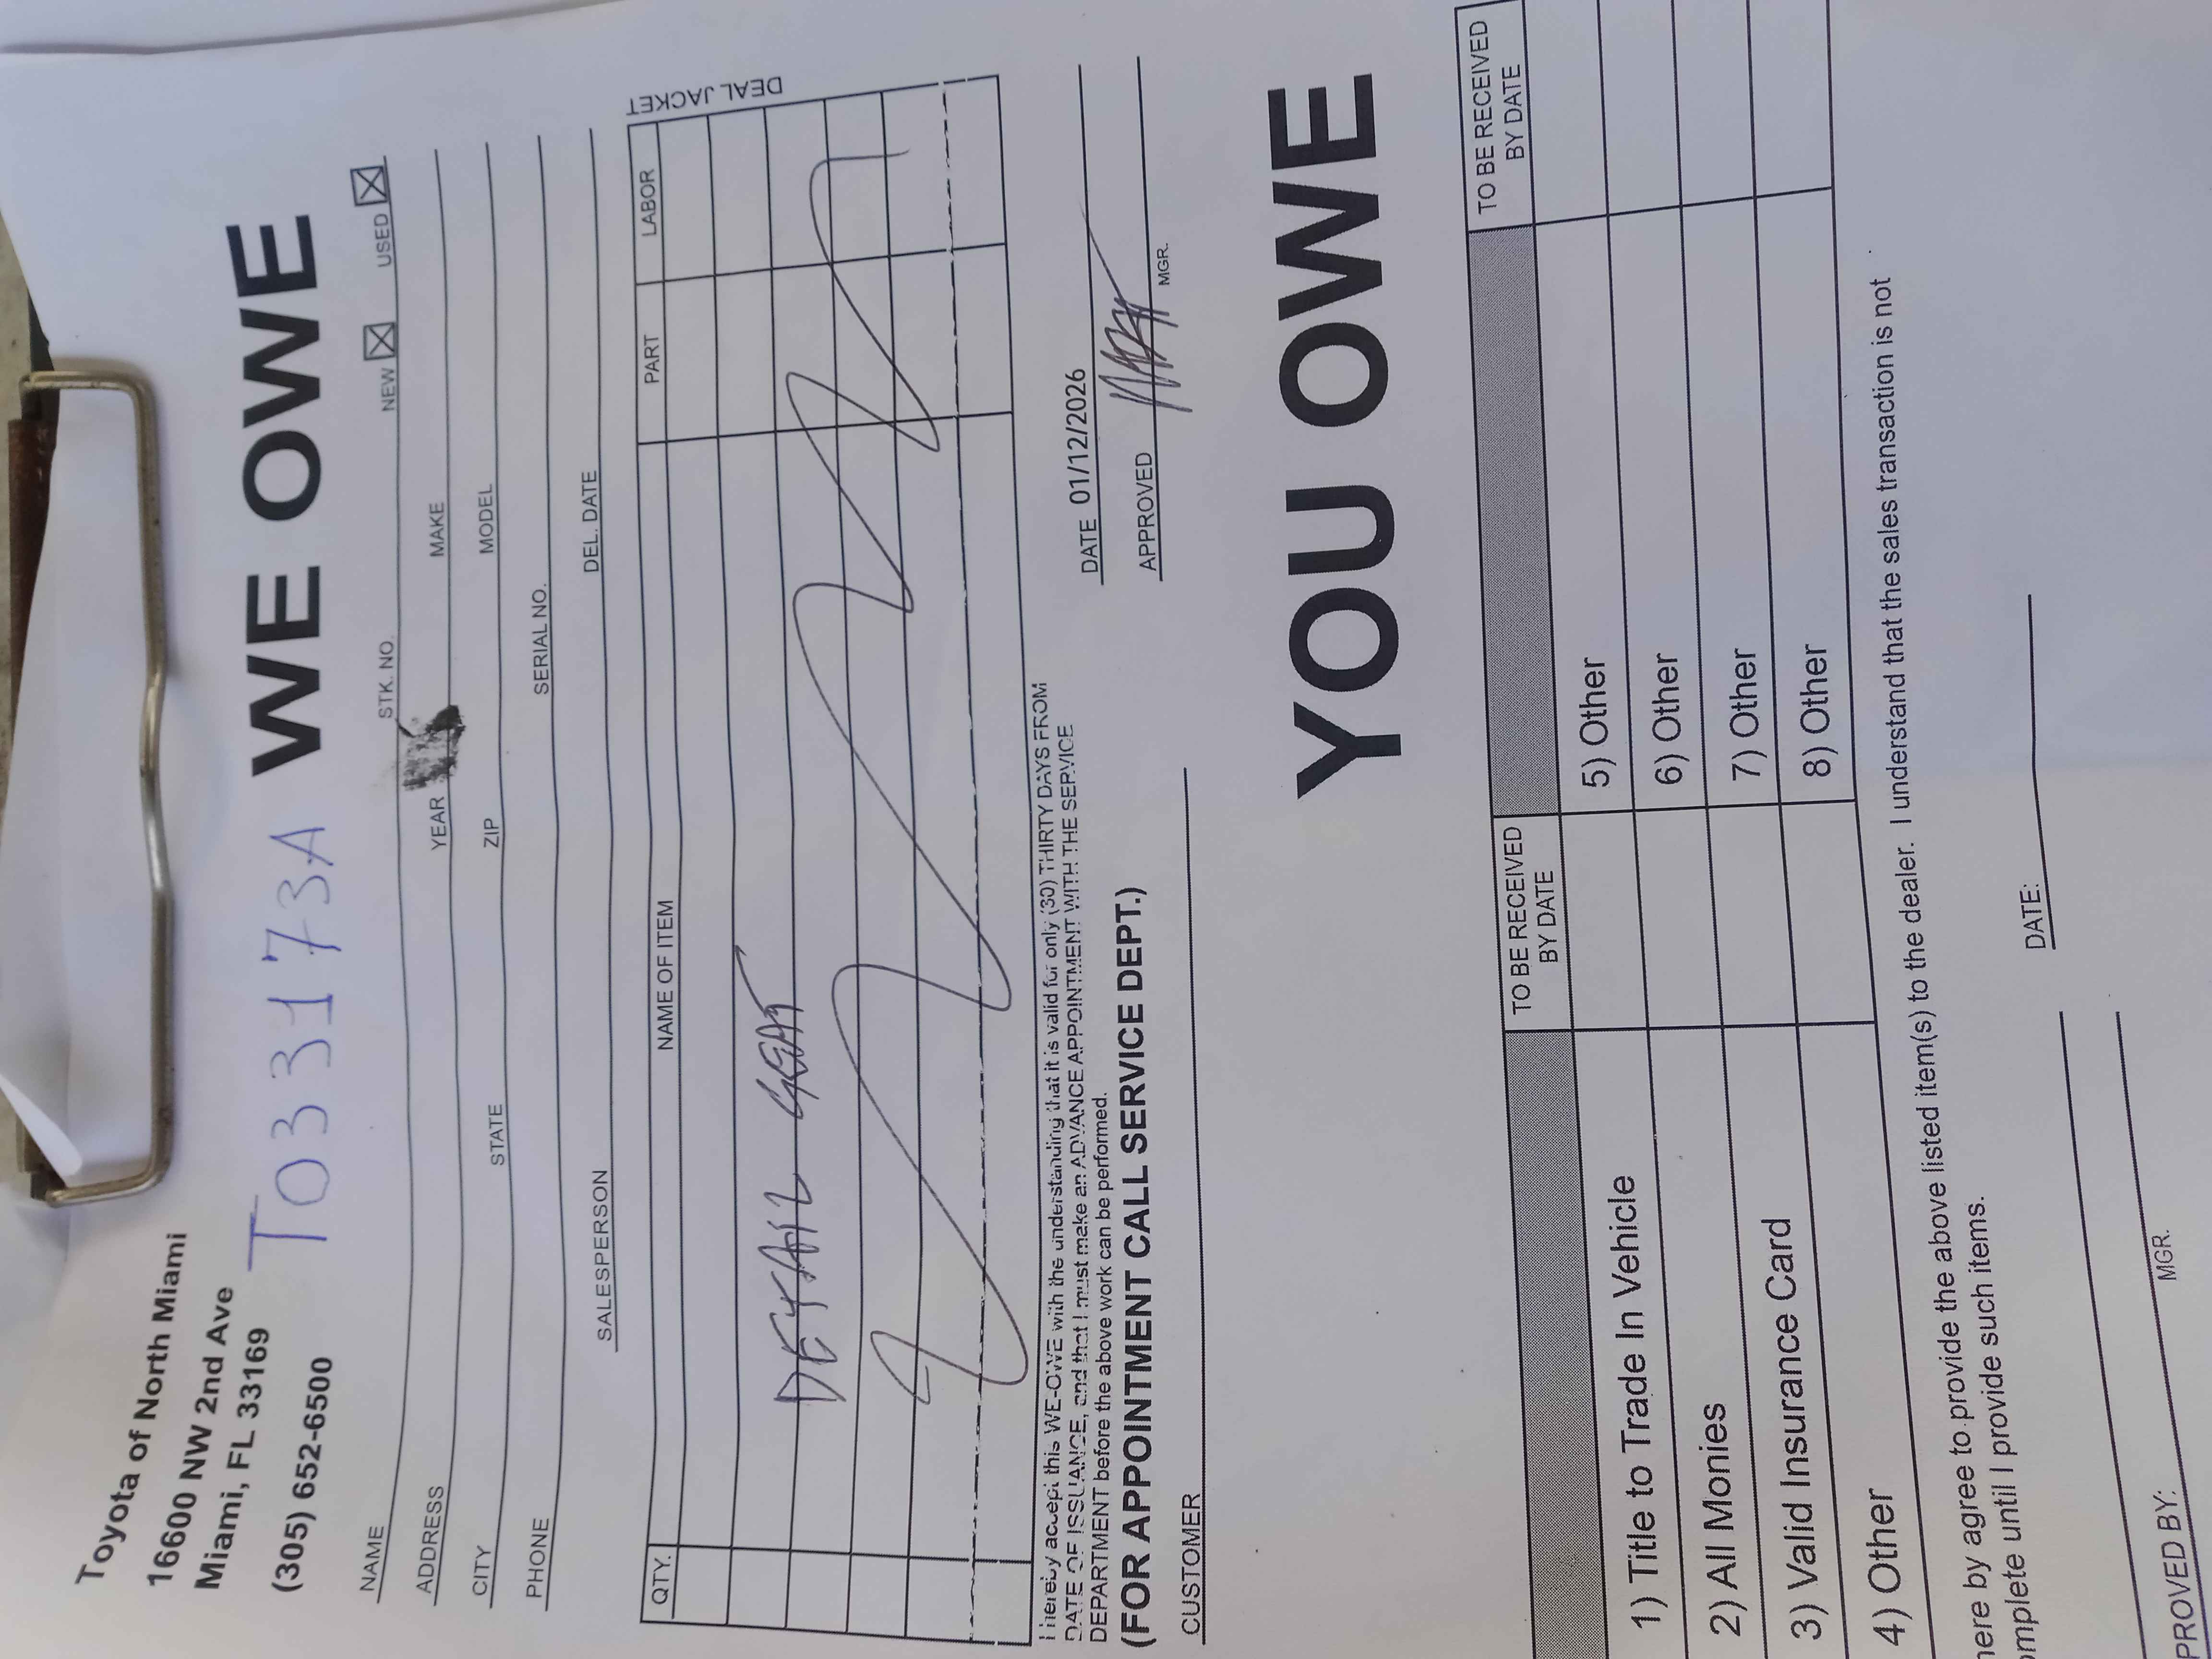 Toyota of North Miami
16600 NW 2nd Ave
Miami, FL 33169
(305) 652-6500
T033173A WE OWE
STK. NO. NEW ☒ USED ☒
NAME
ADDRESS YEAR MAKE
CITY STATE ZIP MODEL
PHONE SERIAL NO.
SALESPERSON DEL. DATE
QTY. NAME OF ITEM PART LABOR
DEAL JACKET
DETAIL
I hereby accept this WE-OWE with the understanding that it is valid for only (30) THIRTY DAYS FROM
DATE OF ISSUANCE, and that I must make an ADVANCE APPOINTMENT WITH THE SERVICE
DEPARTMENT before the above work can be performed.
(FOR APPOINTMENT CALL SERVICE DEPT.)
DATE 01/12/2026
CUSTOMER APPROVED
MGR.
YOU OWE
TO BE RECEIVED BY DATE TO BE RECEIVED BY DATE
1) Title to Trade In Vehicle 5) Other
2) All Monies 6) Other
3) Valid Insurance Card 7) Other
4) Other 8) Other
here by agree to provide the above listed item(s) to the dealer. I understand that the sales transaction is not
omplete until I provide such items.
DATE:
PROVED BY:
MGR.